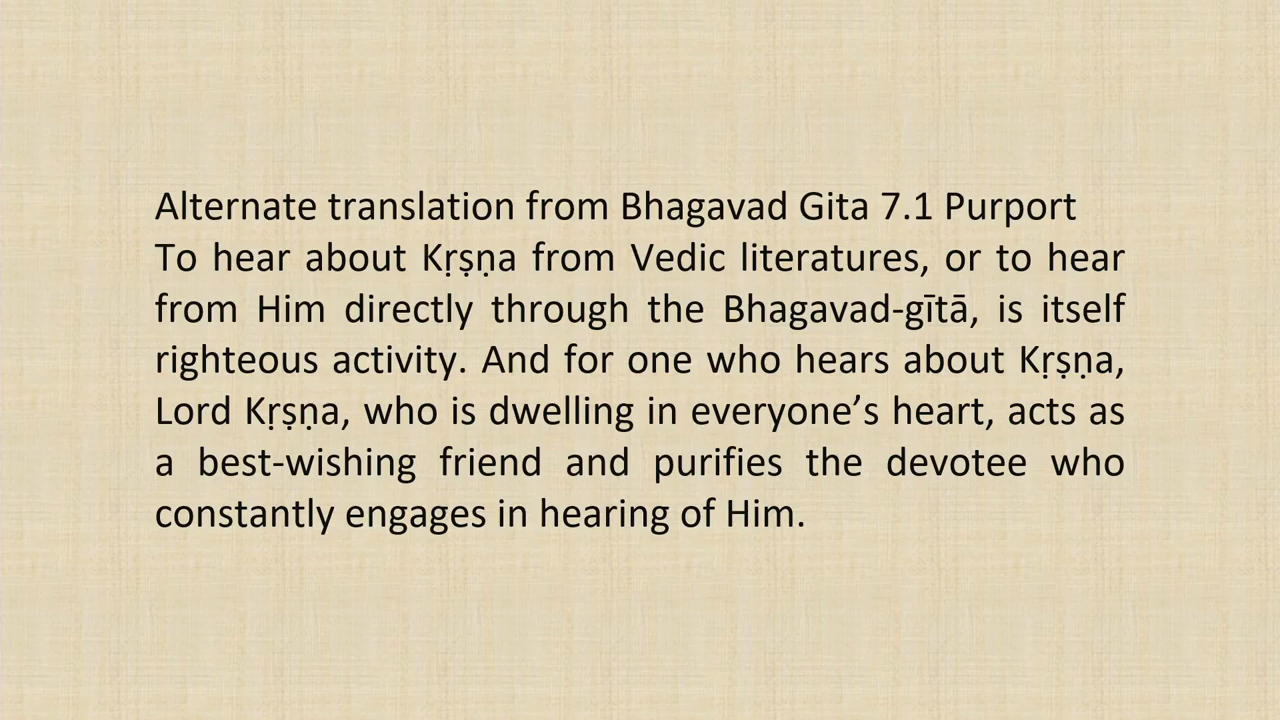 Alternate translation from Bhagavad Gita 7.1 Purport
To hear about Kṛṣṇa from Vedic literatures, or to hear
from Him directly through the Bhagavad-gītā, is itself
righteous activity. And for one who hears about Kṛṣṇa,
Lord Kṛṣṇa, who is dwelling in everyone’s heart, acts as
a best-wishing friend and purifies the devotee who
constantly engages in hearing of Him.